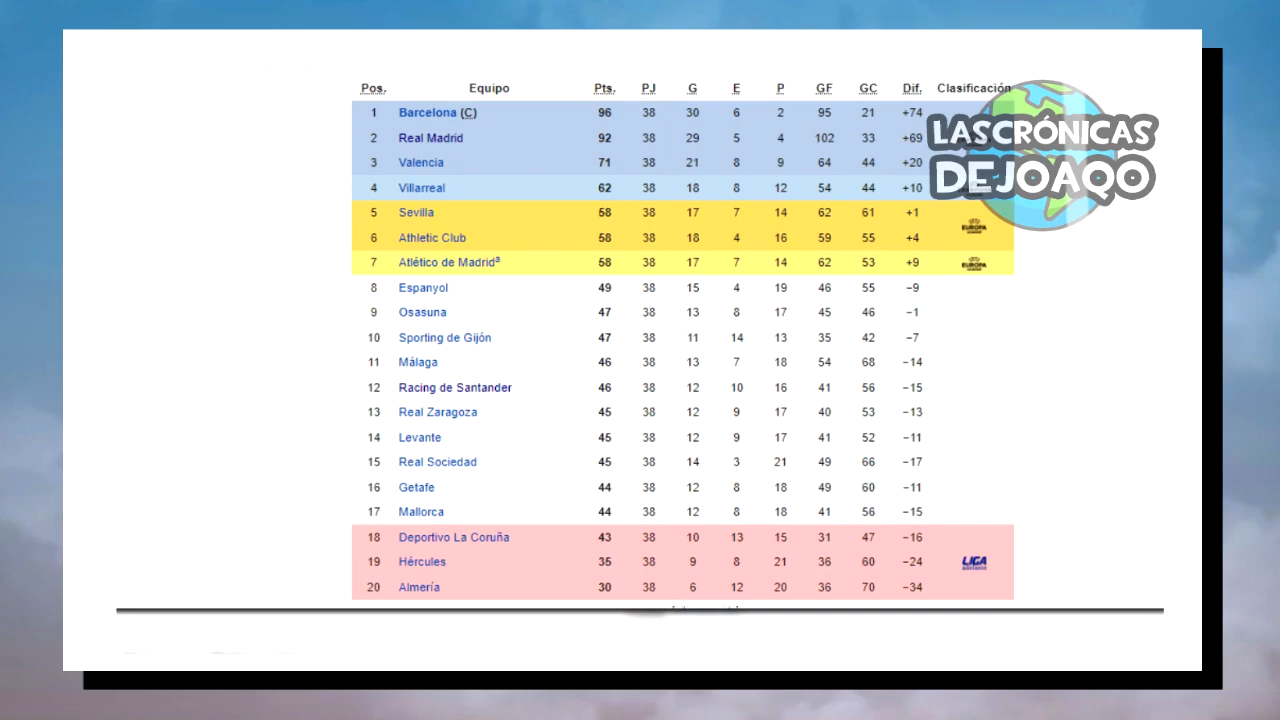 Pos. Equipo Pts. PJ G E P GF GC Dif. Clasificación
1 Barcelona (C) 96 38 30 6 2 95 21 +74
2 Real Madrid 92 38 29 5 4 102 33 +69
3 Valencia 71 38 21 8 9 64 44 +20
4 Villarreal 62 38 18 8 12 54 44 +10
LASCRÓNICAS
DEJOAQO
5 Sevilla 58 38 17 7 14 62 61 +1
EUROPA
6 Athletic Club 58 38 18 4 16 59 55 +4
7 Atlético de Madridª 58 38 17 7 14 62 53 +9 EUROPA
8 Espanyol 49 38 15 4 19 46 55 −9
9 Osasuna 47 38 13 8 17 45 46 −1
10 Sporting de Gijón 47 38 11 14 13 35 42 −7
11 Málaga 46 38 13 7 18 54 68 −14
12 Racing de Santander 46 38 12 10 16 41 56 −15
13 Real Zaragoza 45 38 12 9 17 40 53 −13
14 Levante 45 38 12 9 17 41 52 −11
15 Real Sociedad 45 38 14 3 21 49 66 −17
16 Getafe 44 38 12 8 18 49 60 −11
17 Mallorca 44 38 12 8 18 41 56 −15
18 Deportivo La Coruña 43 38 10 13 15 31 47 −16
19 Hércules 35 38 9 8 21 36 60 −24 LIGA
20 Almería 30 38 6 12 20 36 70 −34